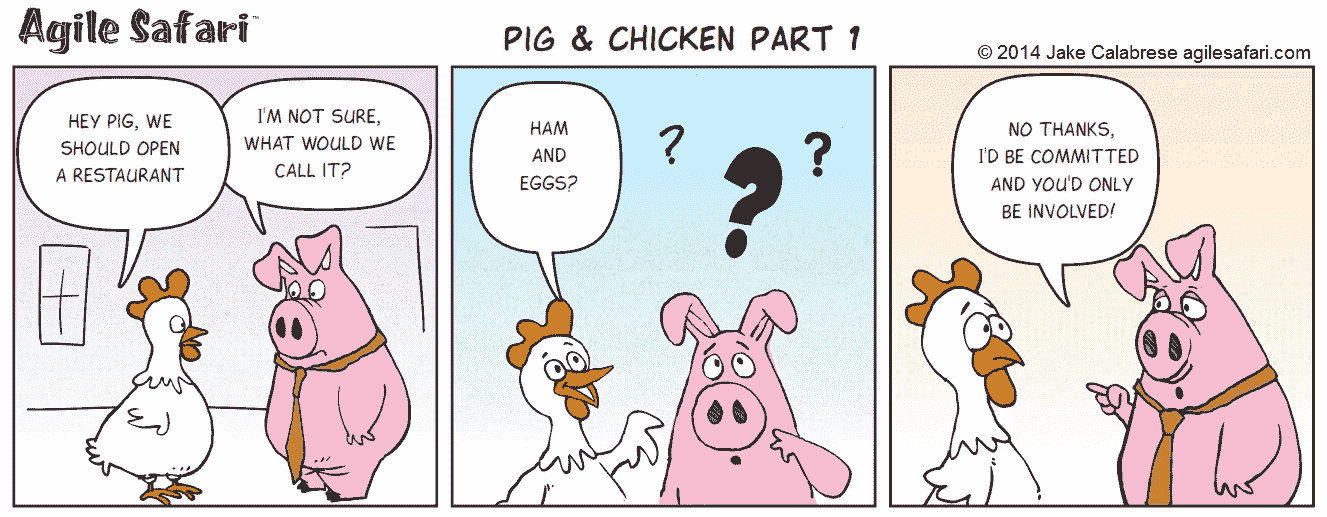 Agile Safari™
PIG & CHICKEN PART 1
© 2014 Jake Calabrese agilesafari.com
HEY PIG, WE
SHOULD OPEN
A RESTAURANT
I'M NOT SURE,
WHAT WOULD WE
CALL IT?
HAM
AND
EGGS?
?
?
?
NO THANKS,
I'D BE COMMITTED
AND YOU'D ONLY
BE INVOLVED!